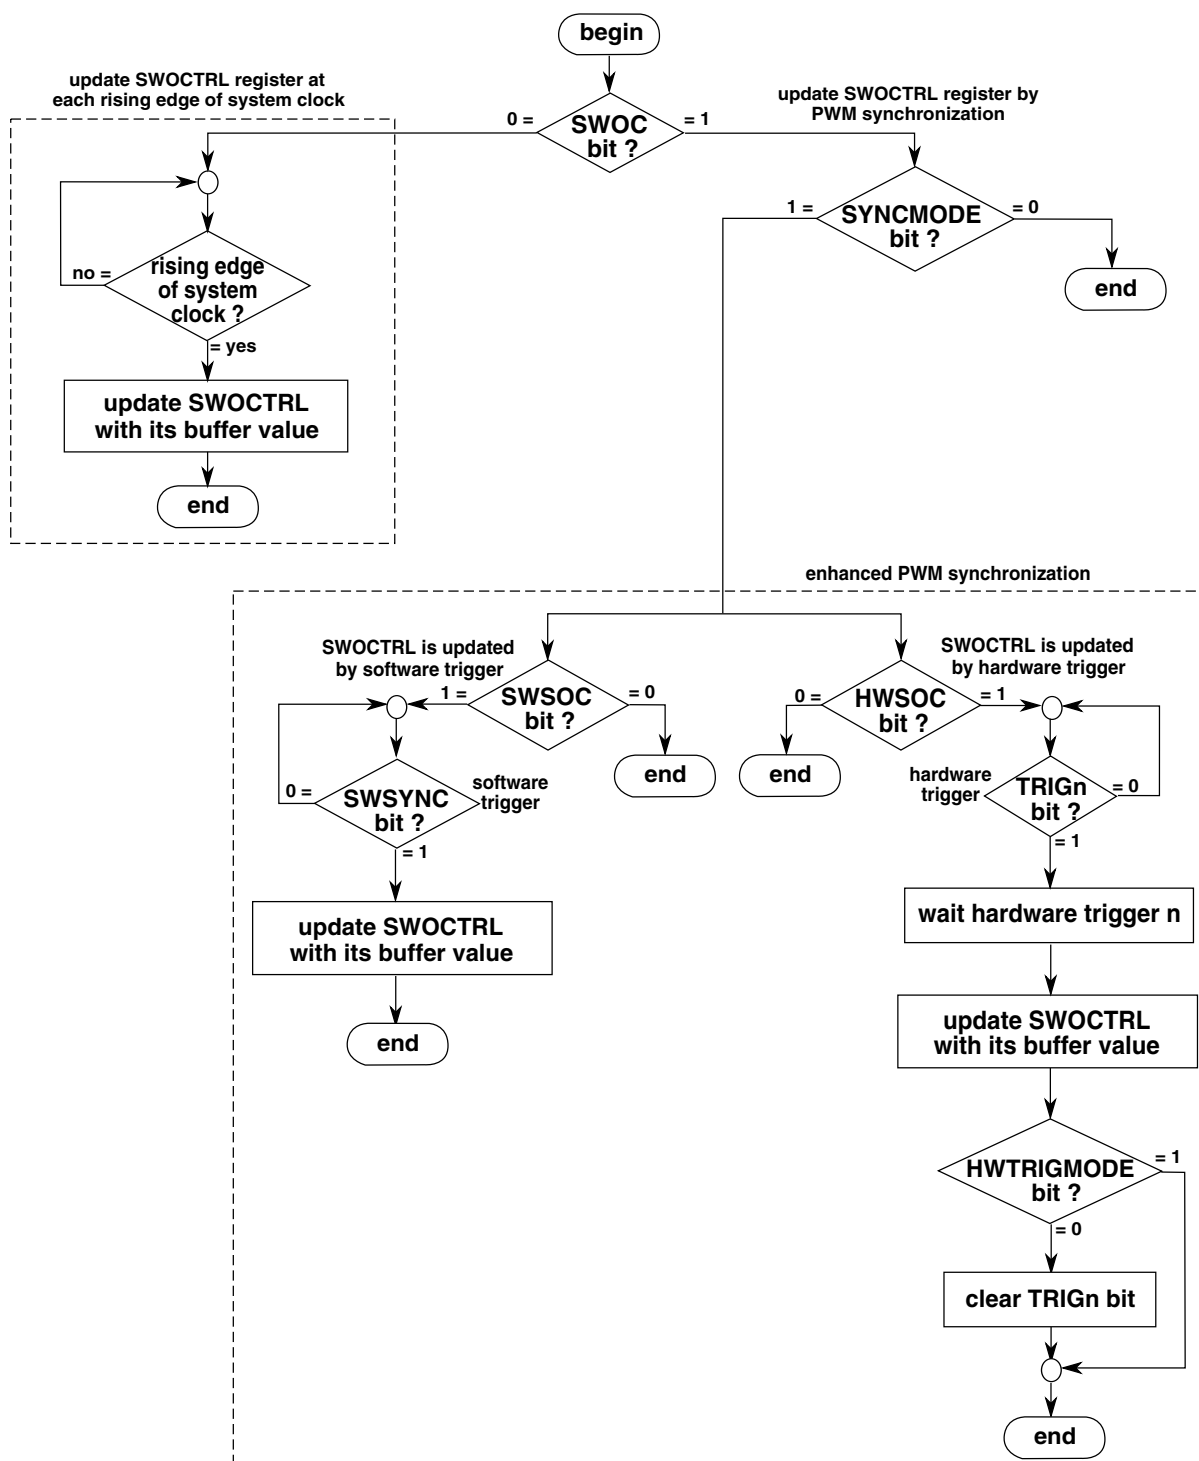 begin
update SWOCTRL register at
each rising edge of system clock
update SWOCTRL register by
PWM synchronization
0 =
SWOC
bit ?
= 1
1 =
SYNCMODE
bit ?
= 0
end
no =
rising edge
of system
clock ?
= yes
update SWOCTRL
with its buffer value
end
enhanced PWM synchronization
SWOCTRL is updated
by software trigger
SWOCTRL is updated
by hardware trigger
1 =
SWSOC
bit ?
= 0
end
0 =
HWSOC
bit ?
= 1
end
0 =
SWSYNC
bit ?
software
trigger
= 1
update SWOCTRL
with its buffer value
end
hardware
trigger
TRIGn
bit ?
= 0
= 1
wait hardware trigger n
update SWOCTRL
with its buffer value
HWTRIGMODE
bit ?
= 1
= 0
clear TRIGn bit
end